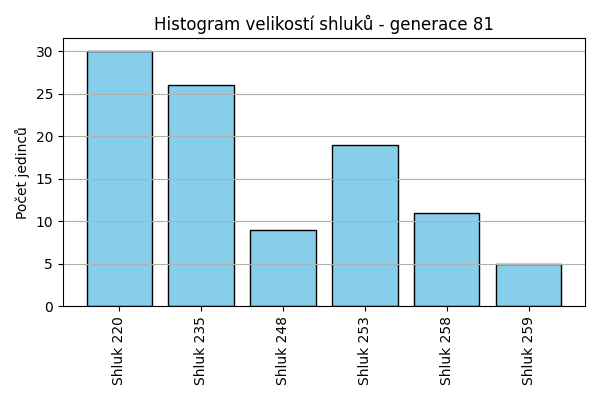 Histogram velikostí shluků - generace 81
Počet jedinců
30
25
20
15
10
5
0
Shluk 220
Shluk 235
Shluk 248
Shluk 253
Shluk 258
Shluk 259